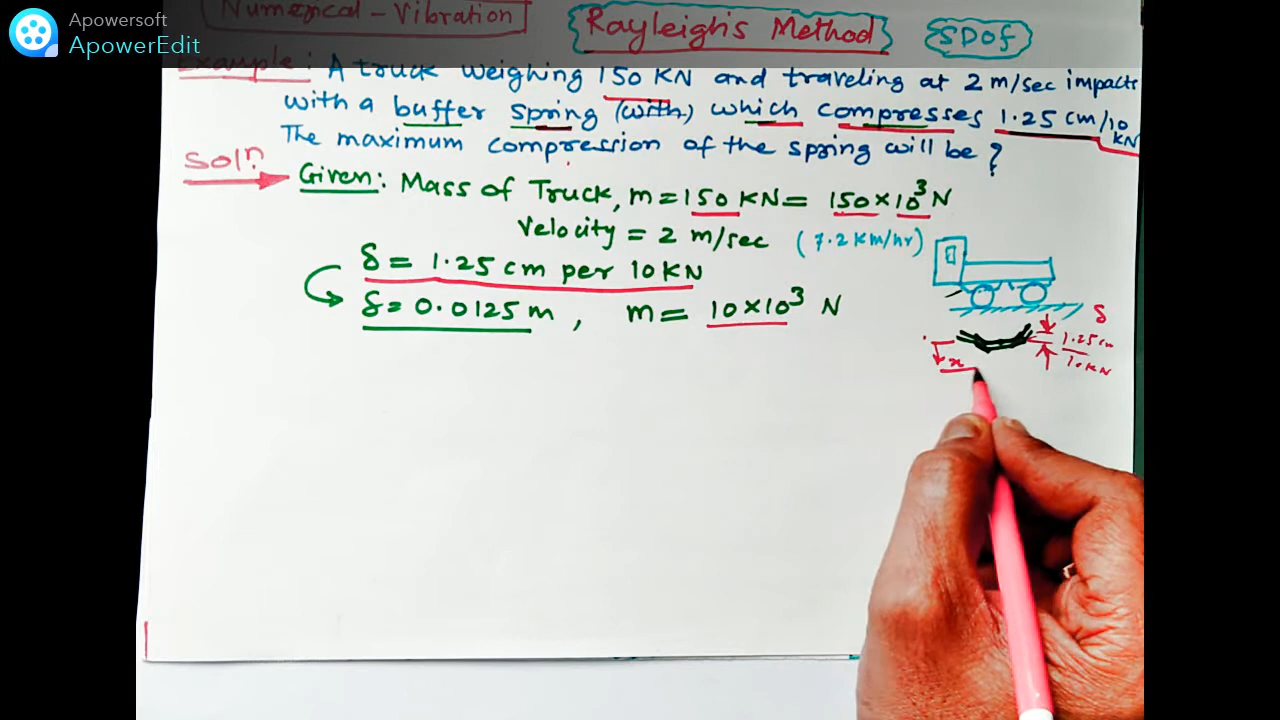 Apowersoft
ApowerEdit
Numerical - Vibration
Rayleigh's Method
SDof
Example: A truck weighing 150 KN and traveling at 2 m/sec impacts
with a buffer spring (with) which compresses 1.25 cm/10 KN
The maximum compression of the spring will be ?
Soln.
Given: Mass of Truck, m = 150 KN = 150×10³ N
Velocity = 2 m/sec (7.2 Km/hr)
δ = 1.25 cm per 10 KN
δ = 0.0125 m, m = 10×10³ N
δ
1.25 cm
10 KN
x